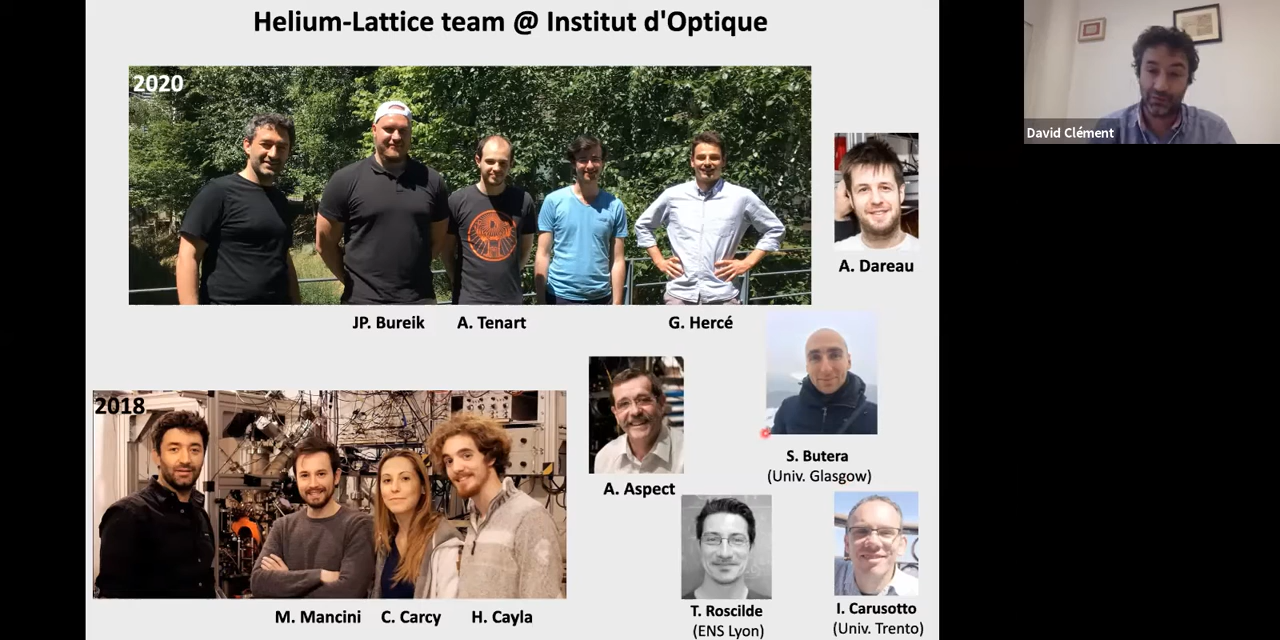 Helium-Lattice team @ Institut d'Optique
2020
David Clément
A. Dareau
JP. Bureik A. Tenart G. Hercé
2018
S. Butera
(Univ. Glasgow)
A. Aspect
M. Mancini C. Carcy H. Cayla
T. Roscilde
(ENS Lyon)
I. Carusotto
(Univ. Trento)